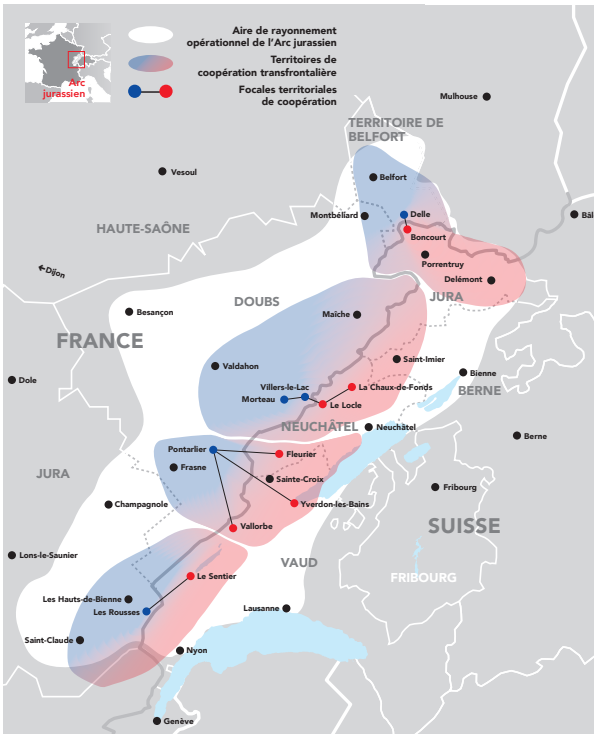 Aire de rayonnement
opérationnel de l'Arc jurassien
Territoires de
coopération transfrontalière
Focales territoriales
de coopération
Arc
jurassien
Mulhouse
TERRITOIRE DE
BELFORT
Vesoul
Belfort
Montbéliard
Delle
Bâl
HAUTE-SAÔNE
Boncourt
Porrentruy
←Dijon
Delémont
JURA
DOUBS
Besançon
Maîche
FRANCE
Saint-Imier
Valdahon
Bienne
Dole
Villers-le-Lac
La Chaux-de-Fonds
BERNE
Morteau
Le Locle
NEUCHÂTEL
Neuchâtel
Berne
Pontarlier
Fleurier
Frasne
JURA
Sainte-Croix
Fribourg
Champagnole
Yverdon-les-Bains
Vallorbe
SUISSE
Lons-le-Saunier
VAUD
Le Sentier
FRIBOURG
Les Hauts-de-Bienne
Les Rousses
Lausanne
Saint-Claude
Nyon
Genève